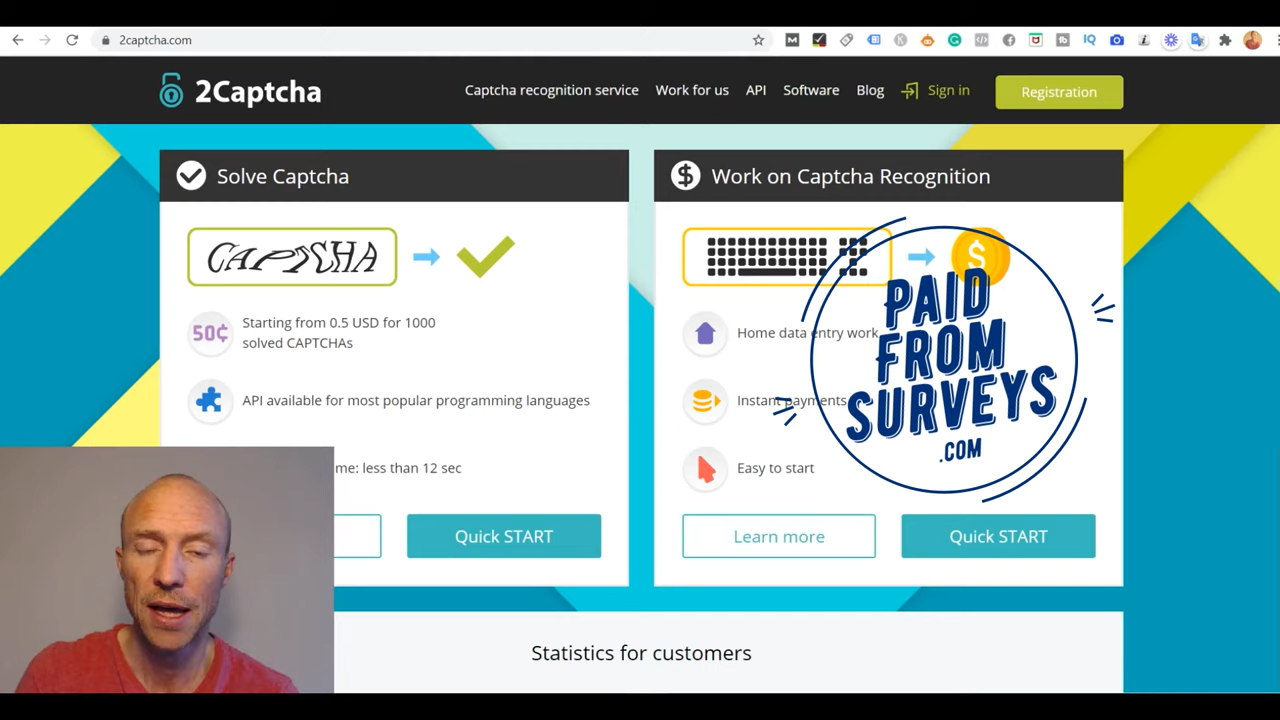 2captcha.com
2Captcha
Captcha recognition service
Work for us
API
Software
Blog
Sign in
Registration
Solve Captcha
CAPTCHA
50¢
Starting from 0.5 USD for 1000
solved CAPTCHAs
API available for most popular programming languages
me: less than 12 sec
Quick START
Work on Captcha Recognition
$
Home data entry work
Instant payments
Easy to start
Learn more
Quick START
PAID
FROM
SURVEYS
.COM
Statistics for customers